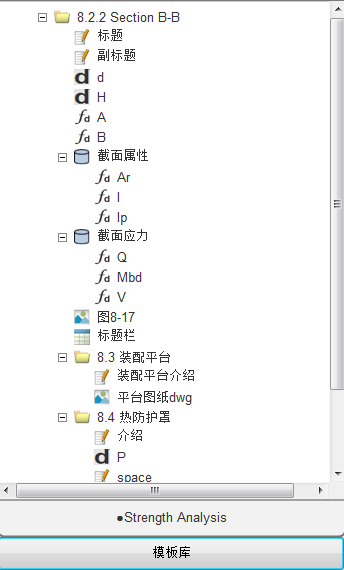 8.2.2 Section B-B
标题
副标题
d
H
A
B
截面属性
Ar
I
Ip
截面应力
Q
Mbd
V
图8-17
标题栏
8.3 装配平台
装配平台介绍
平台图纸dwg
8.4 热防护罩
介绍
P
space
●Strength Analysis
模板库